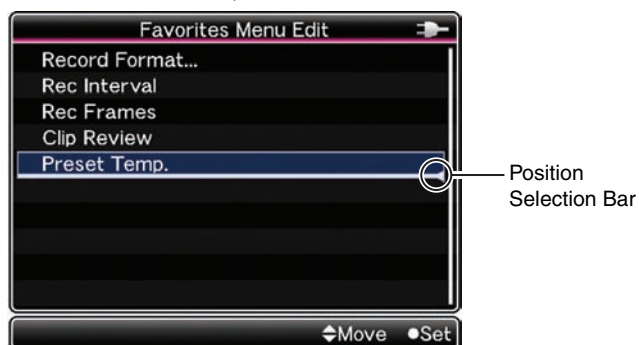 Favorites Menu Edit
Record Format...
Rec Interval
Rec Frames
Clip Review
Preset Temp.
Position
Selection Bar
Move ●Set